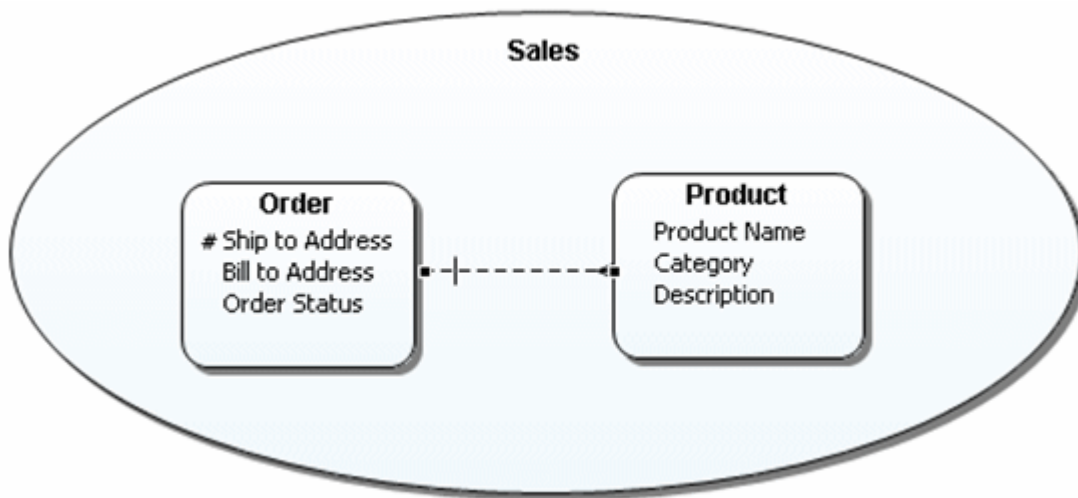 Sales
Order
# Ship to Address
Bill to Address
Order Status
Product
Product Name
Category
Description